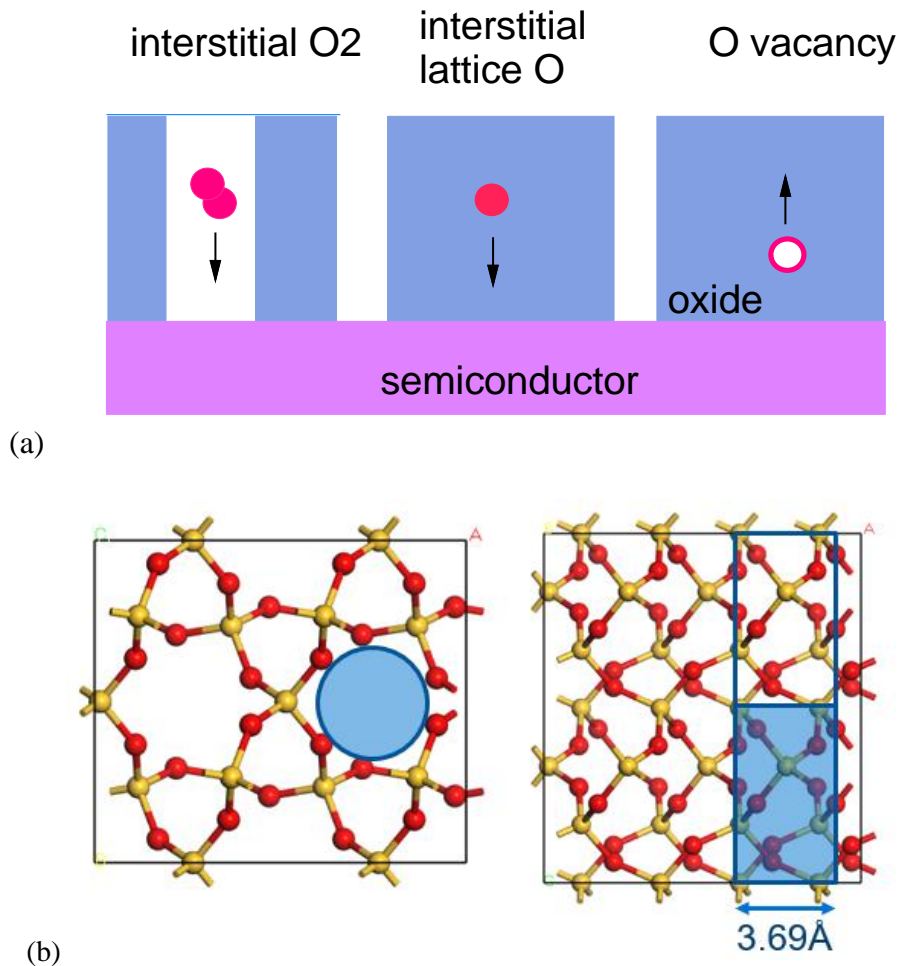 interstitial O2
interstitial
lattice O
O vacancy
oxide
semiconductor
(a)
A
A
3.69Å
(b)